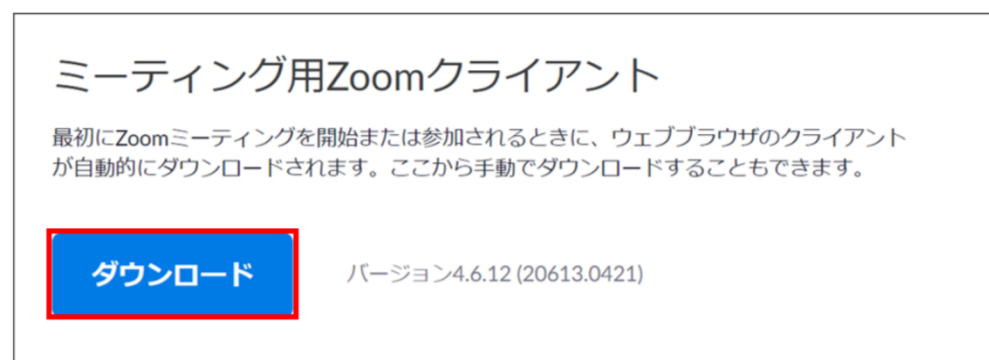 ミーティング用Zoomクライアント
最初にZoomミーティングを開始または参加されるときに、ウェブブラウザのクライアント
が自動的にダウンロードされます。ここから手動でダウンロードすることもできます。
ダウンロード バージョン4.6.12 (20613.0421)